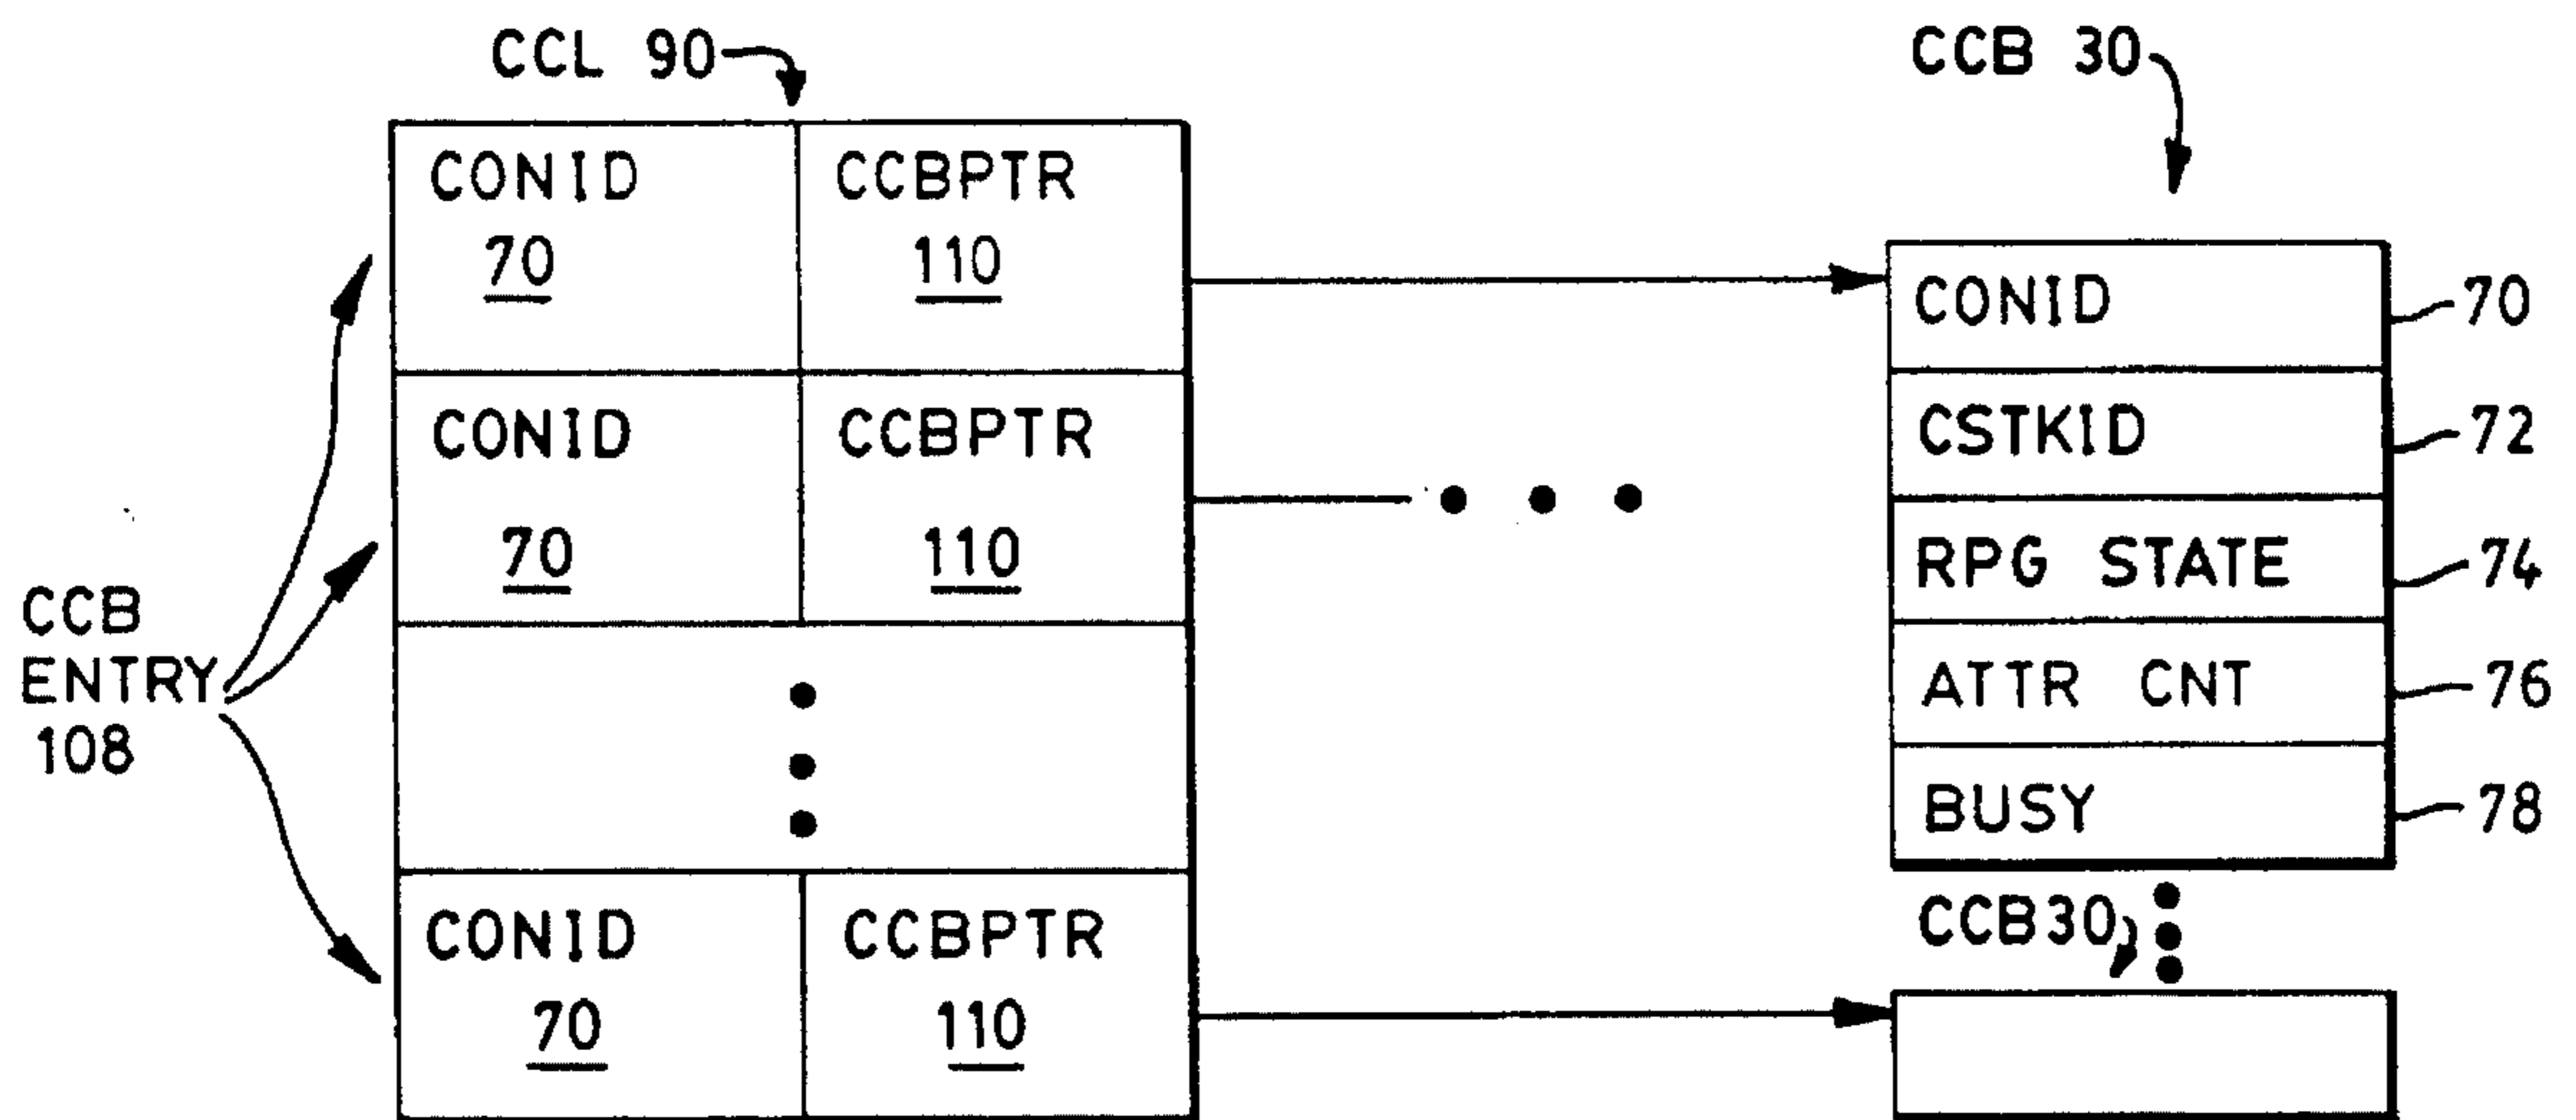 CCL 90
CCB 30
CONID
70
CCBPTR
110
CONID
70
CCBPTR
110
CCB
ENTRY
108
CONID
70
CCBPTR
110
CONID 70
CSTKID 72
RPG STATE 74
ATTR CNT 76
BUSY 78
CCB30